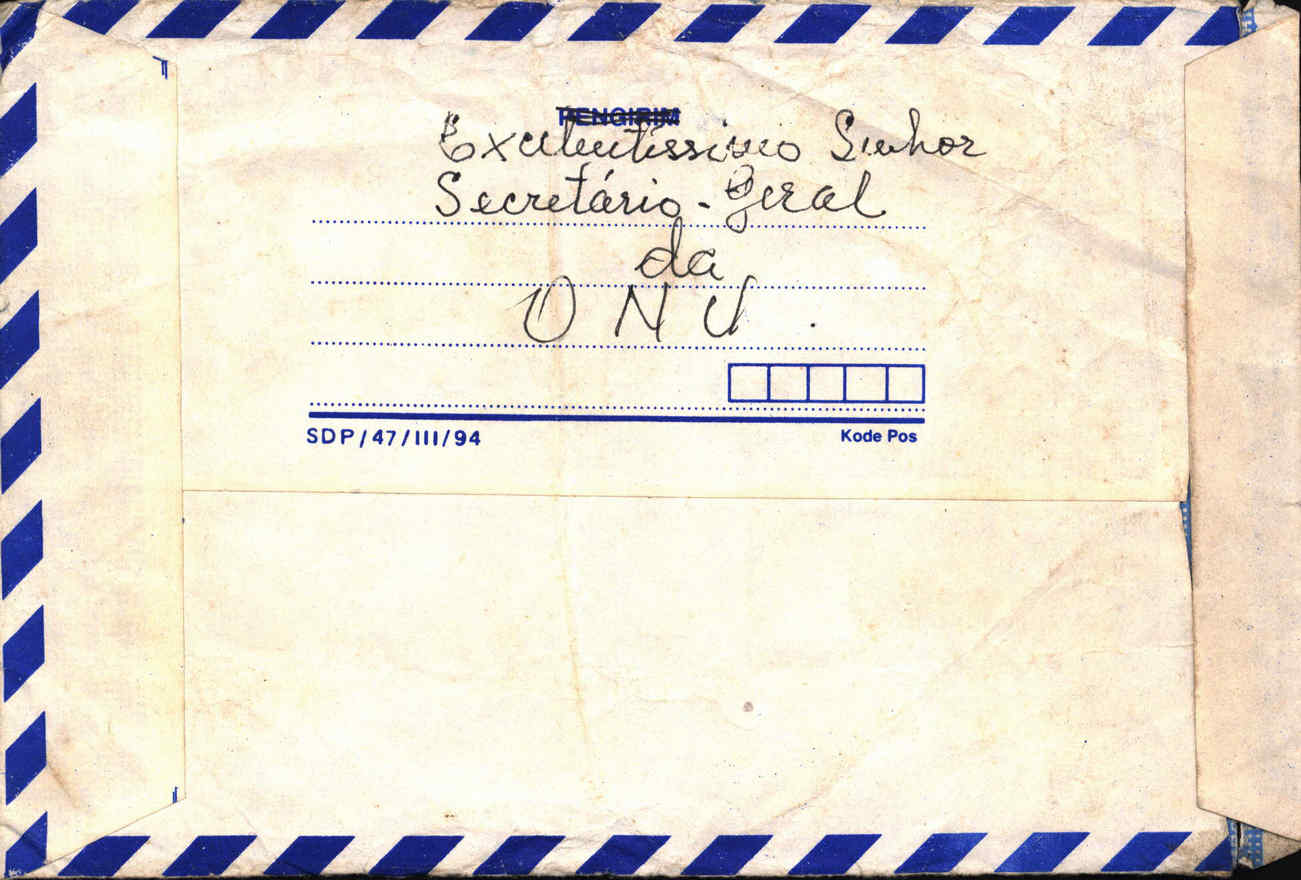 PENGIRIM
Excelentíssimo Senhor
Secretário-Geral
da
ONU.
SDP/47/III/94
Kode Pos